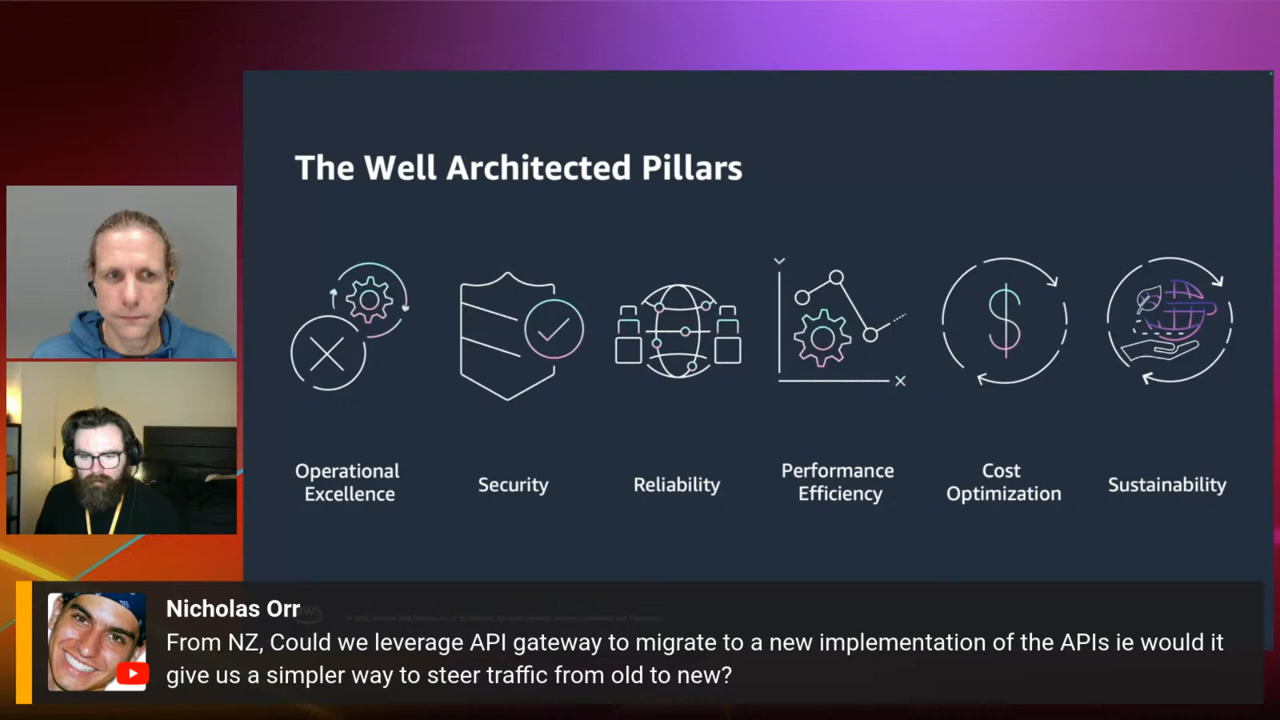 The Well Architected Pillars
Operational
Excellence
Security
Reliability
Performance
Efficiency
Cost
Optimization
Sustainability
Nicholas Orr
From NZ, Could we leverage API gateway to migrate to a new implementation of the APIs ie would it
give us a simpler way to steer traffic from old to new?